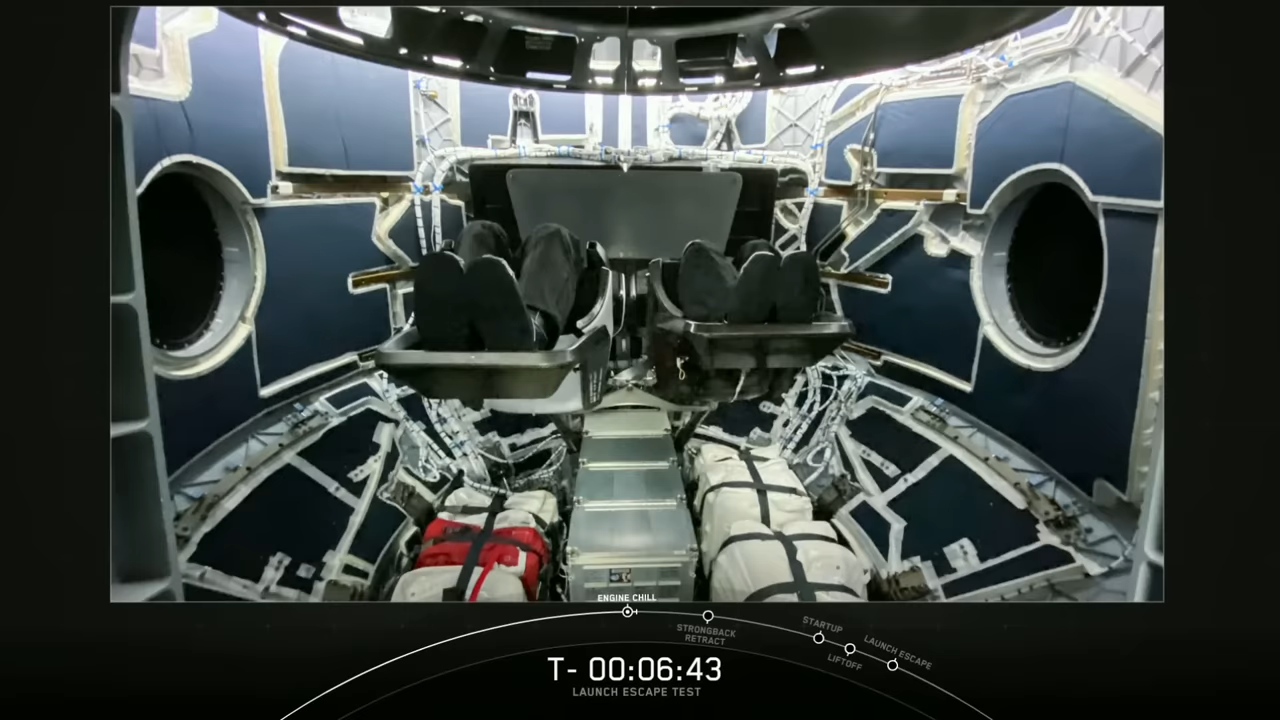 ENGINE CHILL
STRONGBACK
RETRACT
STARTUP
LIFTOFF
LAUNCH ESCAPE
T- 00:06:43
LAUNCH ESCAPE TEST